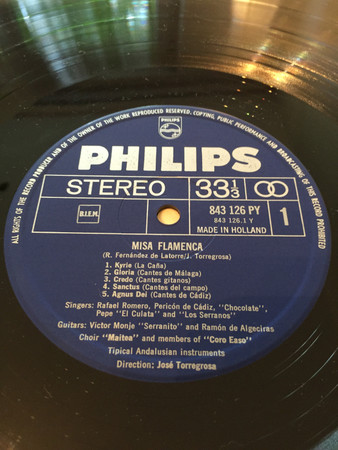 ALL RIGHTS OF THE RECORD PRODUCER AND OF THE OWNER OF THE WORK REPRODUCED RESERVED. COPYING, PUBLIC PERFORMANCE AND BROADCASTING OF THIS RECORD PROHIBITED
PHILIPS
PHILIPS
STEREO 33 1/3
B.I.E.M.
843 126 PY
843 126.1 Y
MADE IN HOLLAND
1
MISA FLAMENCA
(R. Fernández de Latorre/J. Torregrosa)
1. Kyrie (La Caña)
2. Gloria (Cantes de Málaga)
3. Credo (Cantes gitanos)
4. Sanctus (Cantes del campo)
5. Agnus Dei (Cantes de Cádiz)
Singers: Rafael Romero, Pericón de Cádiz, "Chocolate",
Pepe "El Culata" and "Los Serranos"
Guitars: Victor Monje "Serranito" and Ramón de Algeciras
Choir "Maitea" and members of "Coro Easo"
Tipical Andalusian instruments
Direction: José Torregrosa